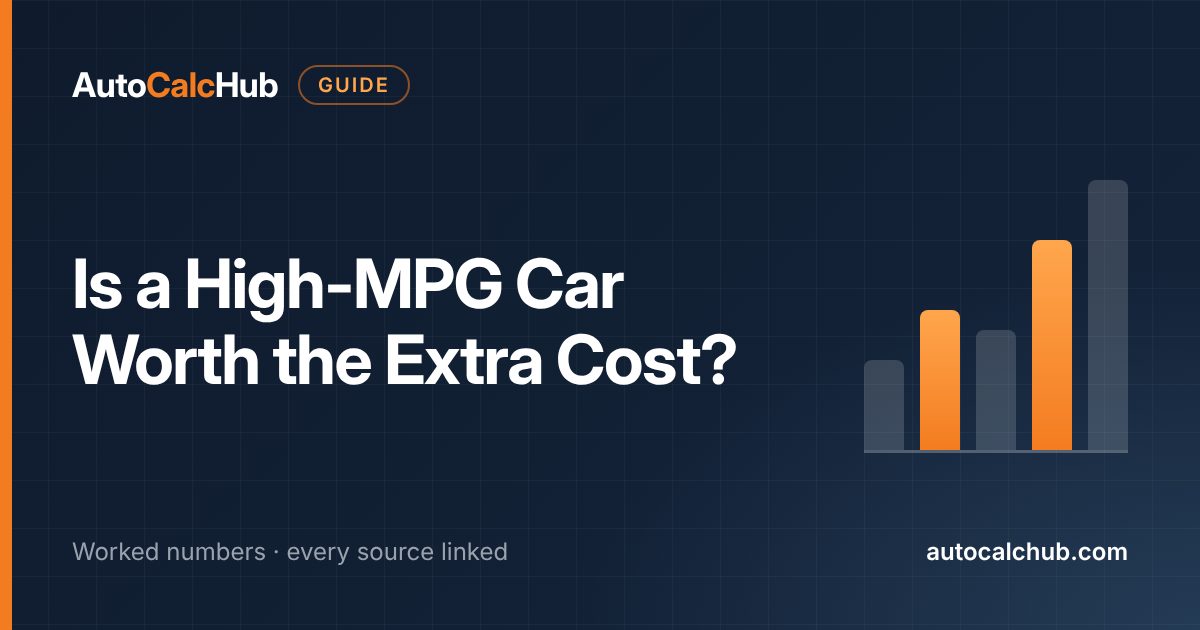 AutoCalcHub GUIDE
Is a High-MPG Car
Worth the Extra Cost?
Worked numbers · every source linked
autocalchub.com